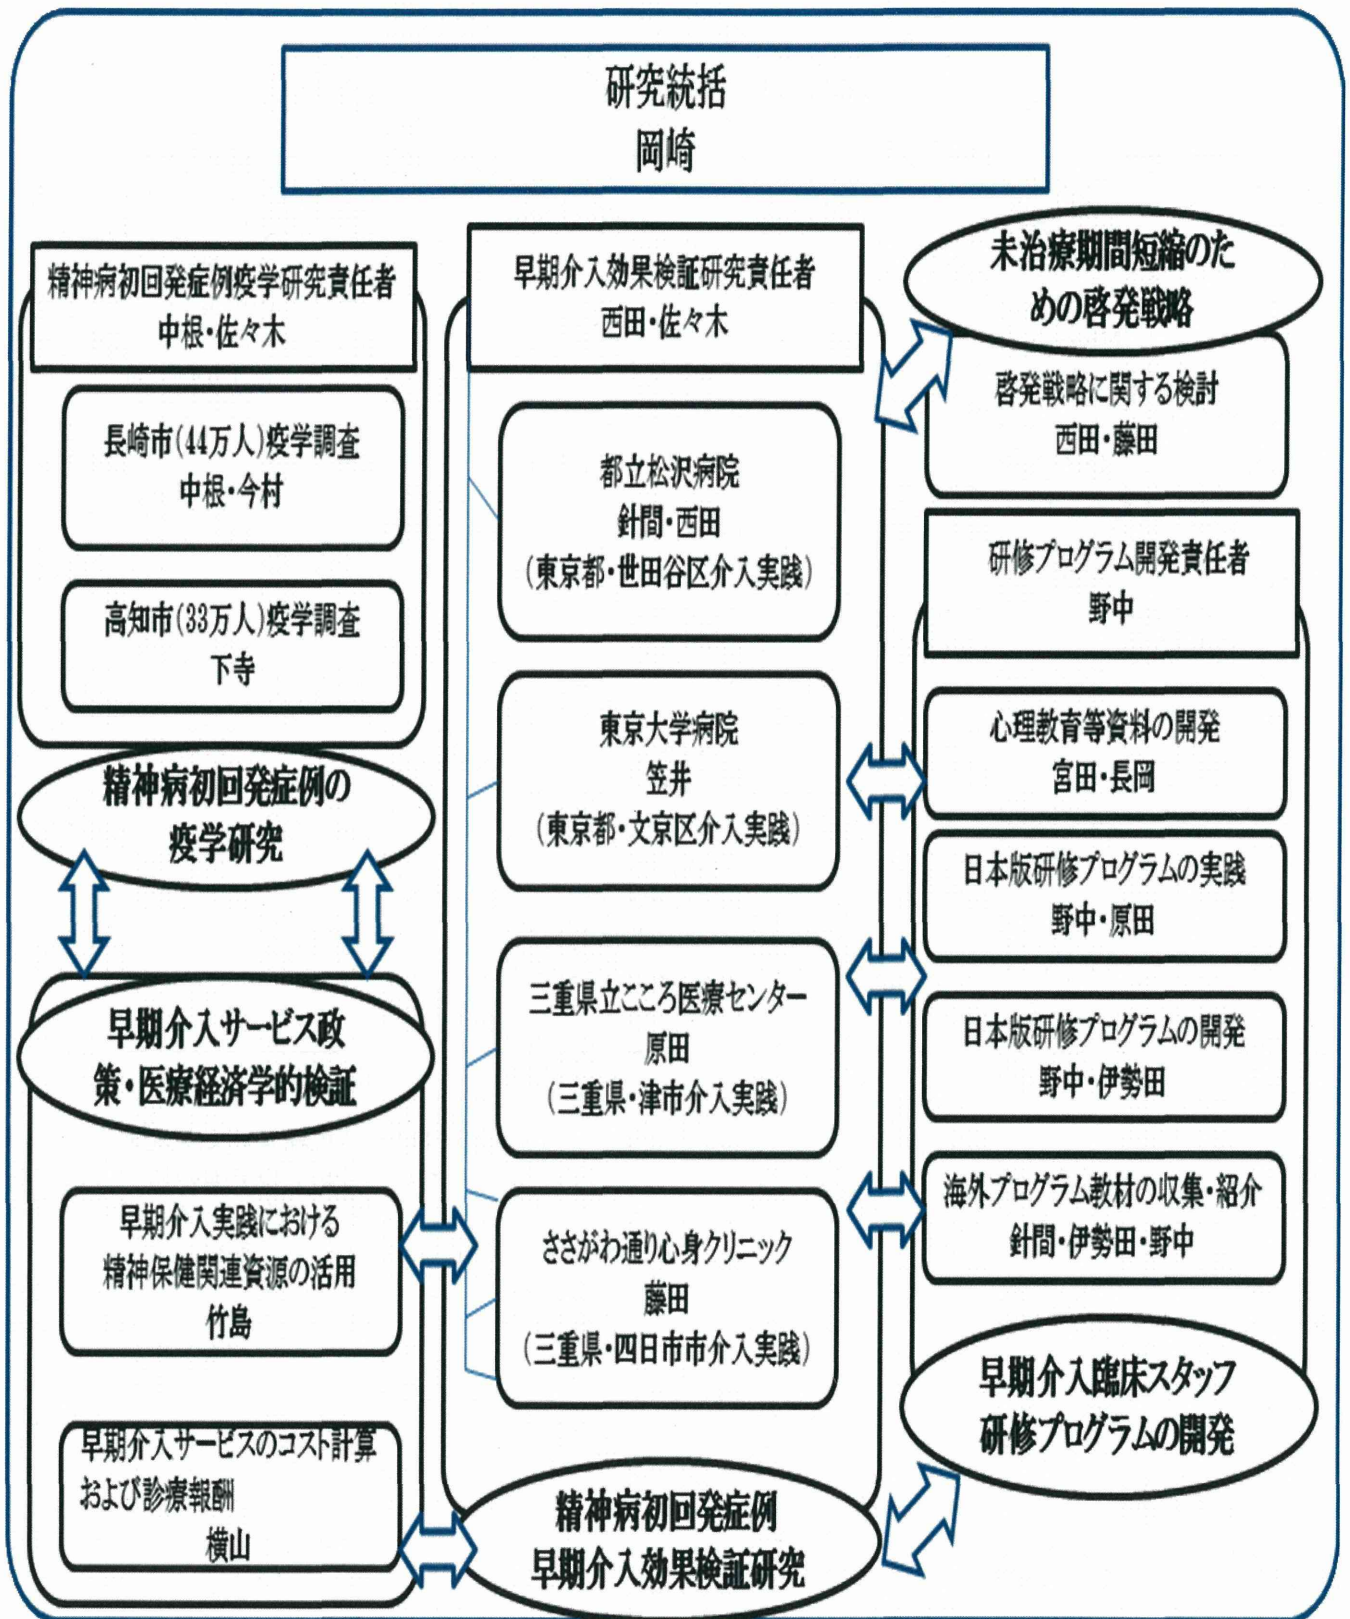 研究統括
岡崎
精神病初回発症例疫学研究責任者
中根・佐々木
長崎市(44万人)疫学調査
中根・今村
高知市(33万人)疫学調査
下寺
精神病初回発症例の
疫学研究
早期介入サービス政
策・医療経済学的検証
早期介入実践における
精神保健関連資源の活用
竹島
早期介入サービスのコスト計算
および診療報酬
横山
早期介入効果検証研究責任者
西田・佐々木
都立松沢病院
針間・西田
(東京都・世田谷区介入実践)
東京大学病院
笠井
(東京都・文京区介入実践)
三重県立こころ医療センター
原田
(三重県・津市介入実践)
ささがわ通り心身クリニック
藤田
(三重県・四日市市介入実践)
精神病初回発症例
早期介入効果検証研究
未治療期間短縮のた
めの啓発戦略
啓発戦略に関する検討
西田・藤田
研修プログラム開発責任者
野中
心理教育等資料の開発
宮田・長岡
日本版研修プログラムの実践
野中・原田
日本版研修プログラムの開発
野中・伊勢田
海外プログラム教材の収集・紹介
針間・伊勢田・野中
早期介入臨床スタッフ
研修プログラムの開発